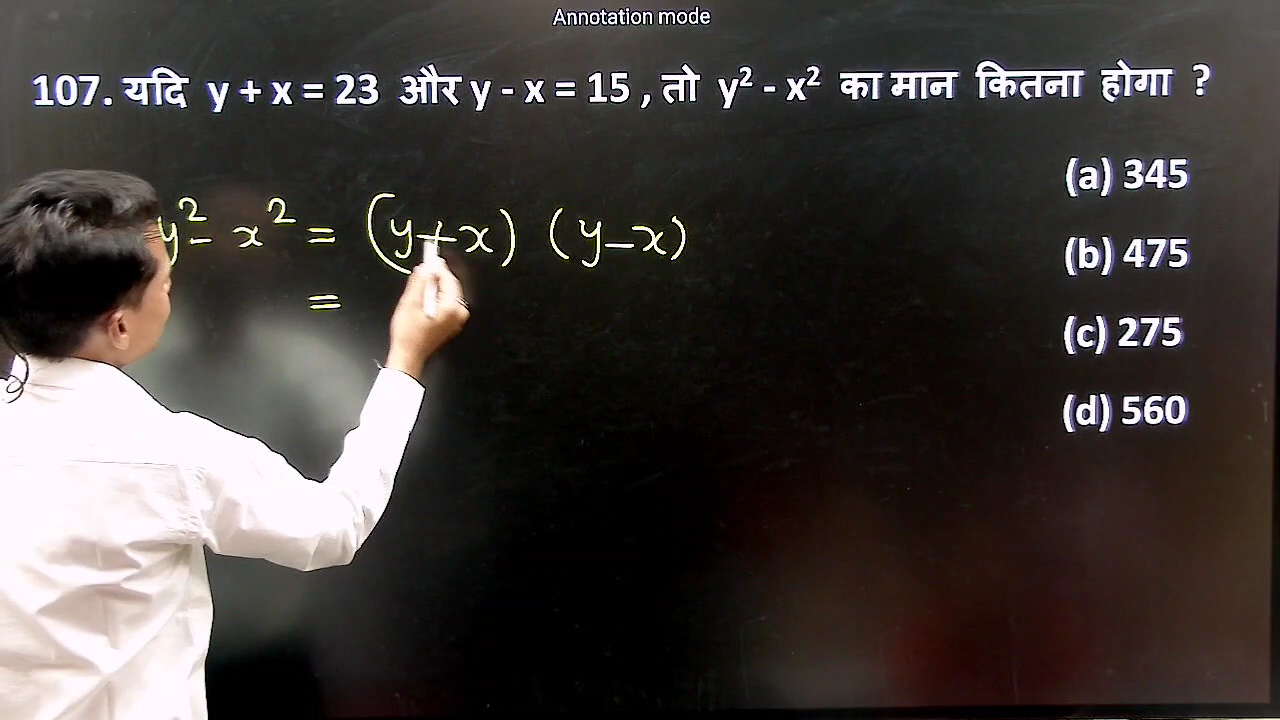 Annotation mode
107. यदि y + x = 23 और y - x = 15 , तो y² - x² का मान कितना होगा ?
(a) 345
y² - x² = (y+x) (y-x)
(b) 475
=
(c) 275
(d) 560